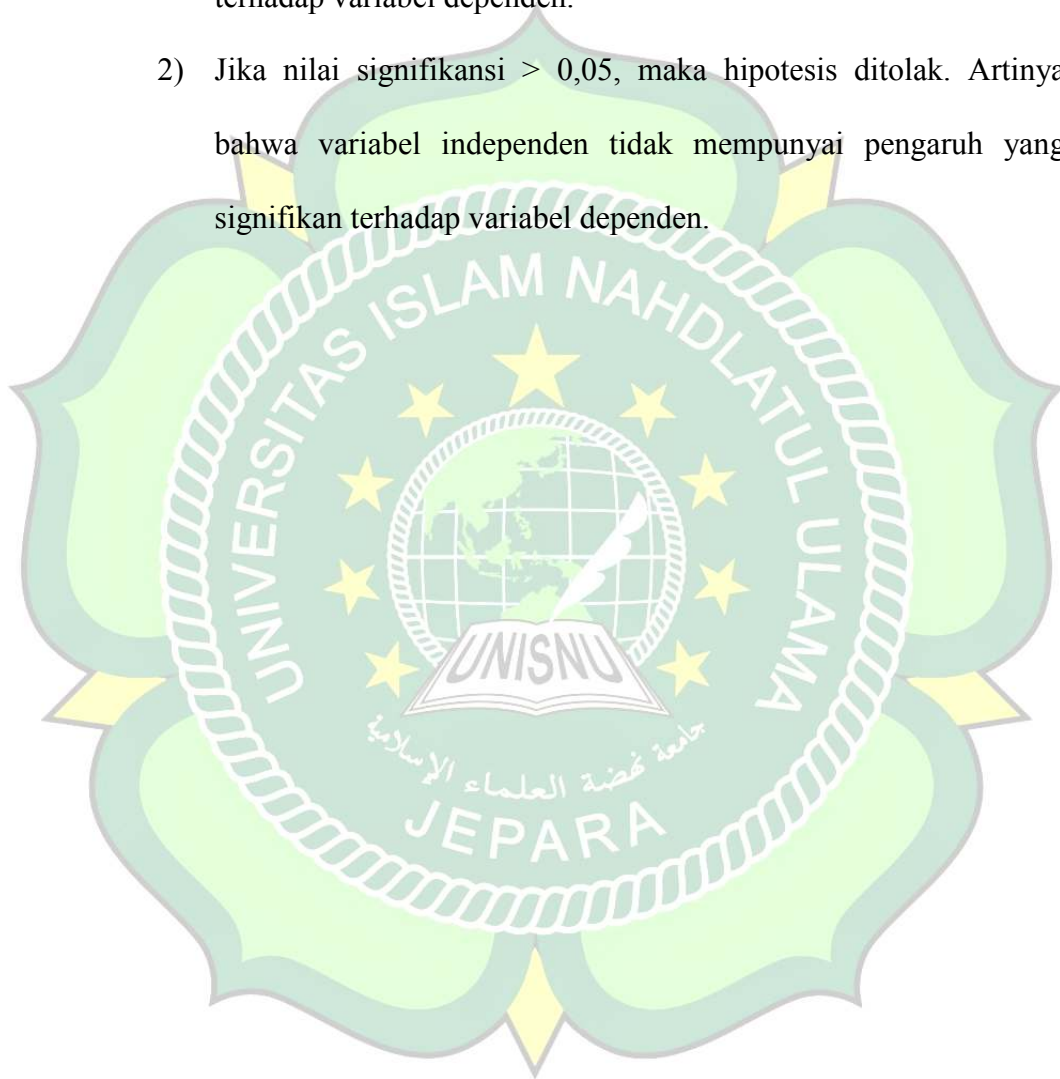 terhadap variabel dependen.
2) Jika nilai signifikansi > 0,05, maka hipotesis ditolak. Artinya
bahwa variabel independen tidak mempunyai pengaruh yang
signifikan terhadap variabel dependen.
UNIVERSITAS ISLAM NAHDLATUL ULAMA
UNISNU
جامعة نهضة العلماء الإسلامية
JEPARA